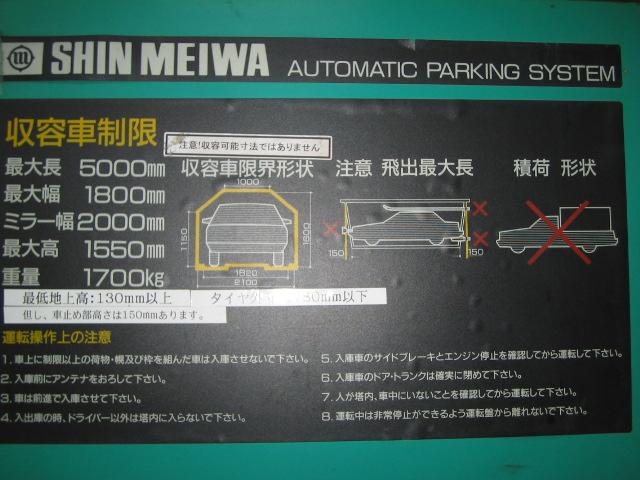 SHIN MEIWA AUTOMATIC PARKING SYSTEM
収容車制限
注意!収容可能寸法ではありません
最大長 5000mm
最大幅 1800mm
ミラー幅 2000mm
最大高 1550mm
重量 1700kg
最低地上高:130mm以上
但し、車止め部高さは150mmあります。
収容車限界形状
1000
1150
1600
1620
2100
タイヤ 80mm以下
注意 飛出最大長
150
150
積荷 形状
運転操作上の注意
1. 車上に制限以上の荷物・幌及び枠を組んだ車は入庫させないで下さい。
2. 入庫前にアンテナをおろして下さい。
3. 車は前進で入庫させて下さい。
4. 入出庫の時、ドライバー以外は塔内に入らないで下さい。
5. 入庫車のサイドブレーキとエンジン停止を確認してから運転して下さい。
6. 入庫車のドア・トランクは確実に閉めて下さい。
7. 人が塔内、車中にいないことを確認してから運転して下さい。
8. 運転中は非常停止ができるよう運転盤から離れないで下さい。